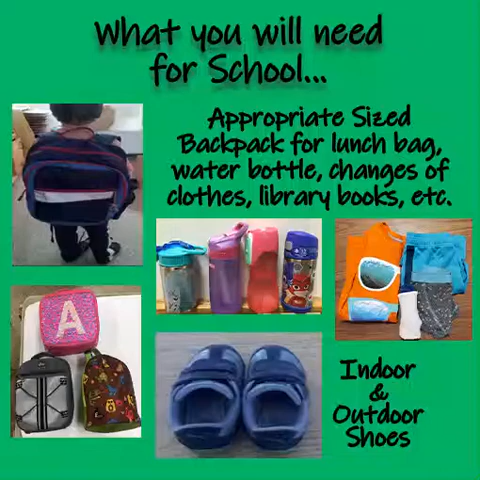 What you will need
for School...
Appropriate Sized
Backpack for lunch bag,
water bottle, changes of
clothes, library books, etc.
A
Indoor
&
Outdoor
Shoes